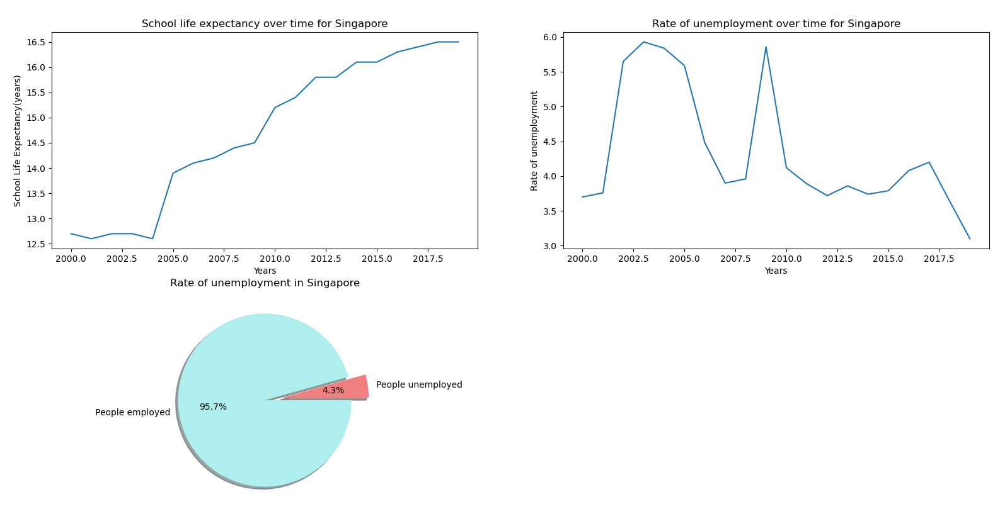 School life expectancy over time for Singapore
School Life Expectancy(years)
16.5
16.0
15.5
15.0
14.5
14.0
13.5
13.0
12.5
2000.0 2002.5 2005.0 2007.5 2010.0 2012.5 2015.0 2017.5
Years
Rate of unemployment over time for Singapore
Rate of unemployment
6.0
5.5
5.0
4.5
4.0
3.5
3.0
2000.0 2002.5 2005.0 2007.5 2010.0 2012.5 2015.0 2017.5
Years
Rate of unemployment in Singapore
People unemployed
4.3%
95.7%
People employed